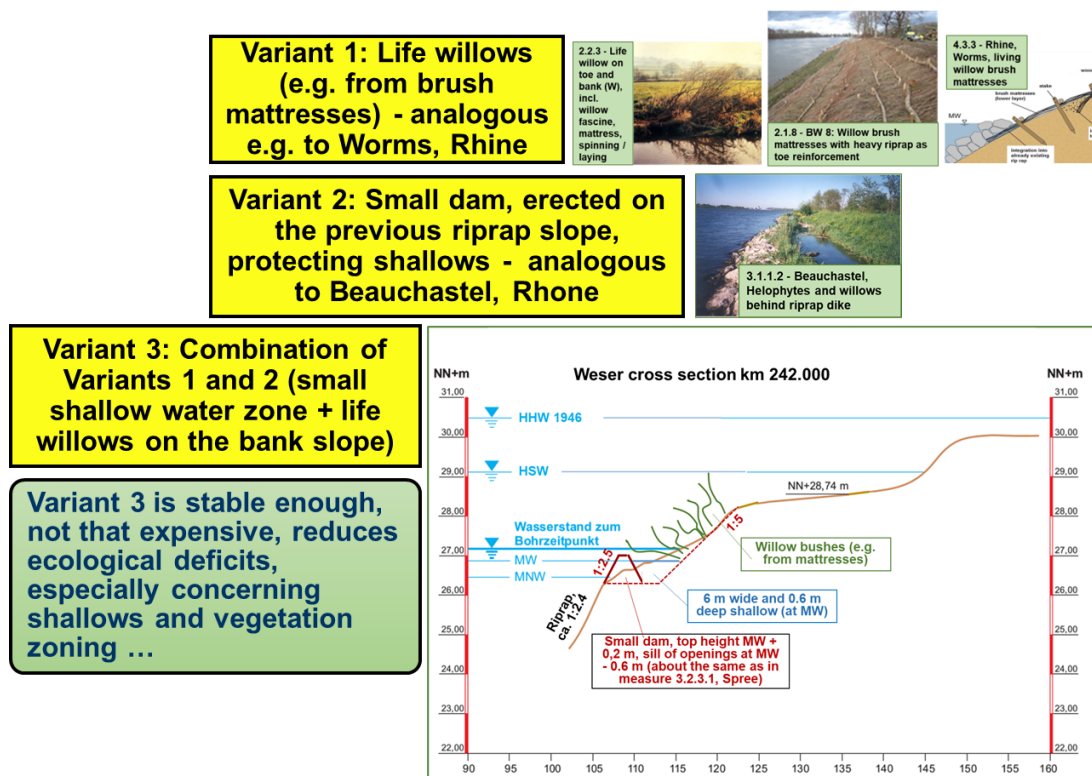 Variant 1: Life willows
(e.g. from brush
mattresses) - analogous
e.g. to Worms, Rhine
2.2.3 - Life
willow on
toe and
bank (W),
incl.
willow
fascine,
mattress,
spinning /
laying
2.1.8 - BW 8: Willow brush
mattresses with heavy riprap as
toe reinforcement
4.3.3 - Rhine,
Worms, living
willow brush
mattresses
stake
brush mattresses
(lower layer)
MW
Integration into
already existing
rip rap
Variant 2: Small dam, erected on
the previous riprap slope,
protecting shallows - analogous
to Beauchastel, Rhone
3.1.1.2 - Beauchastel,
Helophytes and willows
behind riprap dike
Variant 3: Combination of
Variants 1 and 2 (small
shallow water zone + life
willows on the bank slope)
Variant 3 is stable enough,
not that expensive, reduces
ecological deficits,
especially concerning
shallows and vegetation
zoning …
Weser cross section km 242.000
NN+m
31,00
30,00
29,00
28,00
27,00
26,00
25,00
24,00
23,00
22,00
HHW 1946
HSW
Wasserstand zum
Bohrzeitpunkt
MW
MNW
1:2.5
Riprap,
ca. 1:2.4
1:5
NN+28,74 m
Willow bushes (e.g.
from mattresses)
6 m wide and 0.6 m
deep shallow (at MW)
Small dam, top height MW +
0,2 m, sill of openings at MW
- 0.6 m (about the same as in
measure 3.2.3.1, Spree)
NN+m
31,00
30,00
29,00
28,00
27,00
26,00
25,00
24,00
23,00
22,00
90 95 100 105 110 115 120 125 130 135 140 145 150 155 160